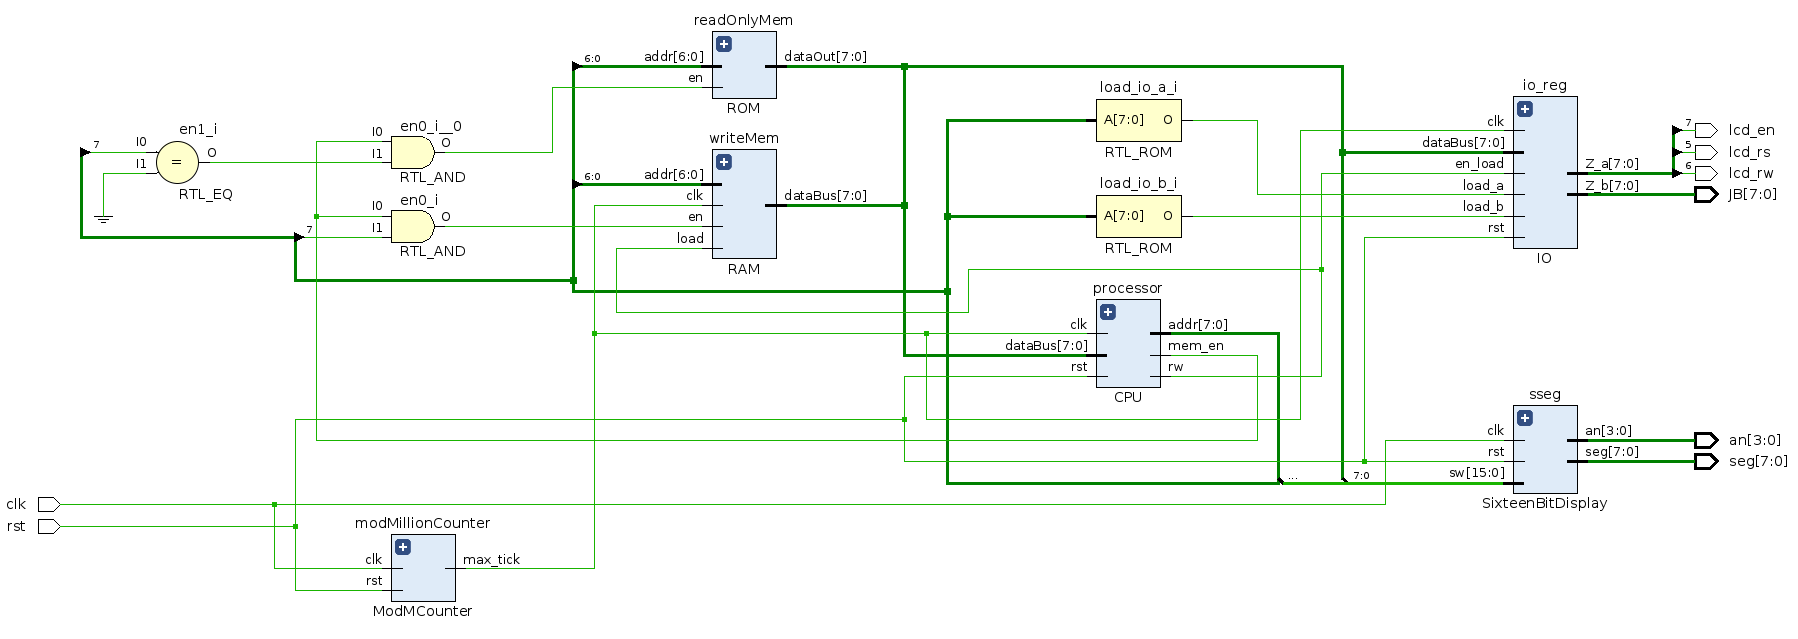 readOnlyMem
6:0
addr[6:0]
dataOut[7:0]
en
ROM
en1_i
7
I0
I1
O
=
RTL_EQ
en0_i__0
I0
I1
O
RTL_AND
en0_i
I0
I1
O
7
RTL_AND
writeMem
6:0
addr[6:0]
clk
en
load
dataBus[7:0]
RAM
load_io_a_i
A[7:0]
O
RTL_ROM
load_io_b_i
A[7:0]
O
RTL_ROM
processor
clk
dataBus[7:0]
rst
addr[7:0]
mem_en
rw
CPU
io_reg
clk
dataBus[7:0]
en_load
load_a
load_b
rst
Z_a[7:0]
Z_b[7:0]
IO
7
lcd_en
5
lcd_rs
6
lcd_rw
JB[7:0]
sseg
clk
rst
sw[15:0]
...
7:0
an[3:0]
seg[7:0]
SixteenBitDisplay
an[3:0]
seg[7:0]
clk
rst
modMillionCounter
clk
rst
max_tick
ModMCounter